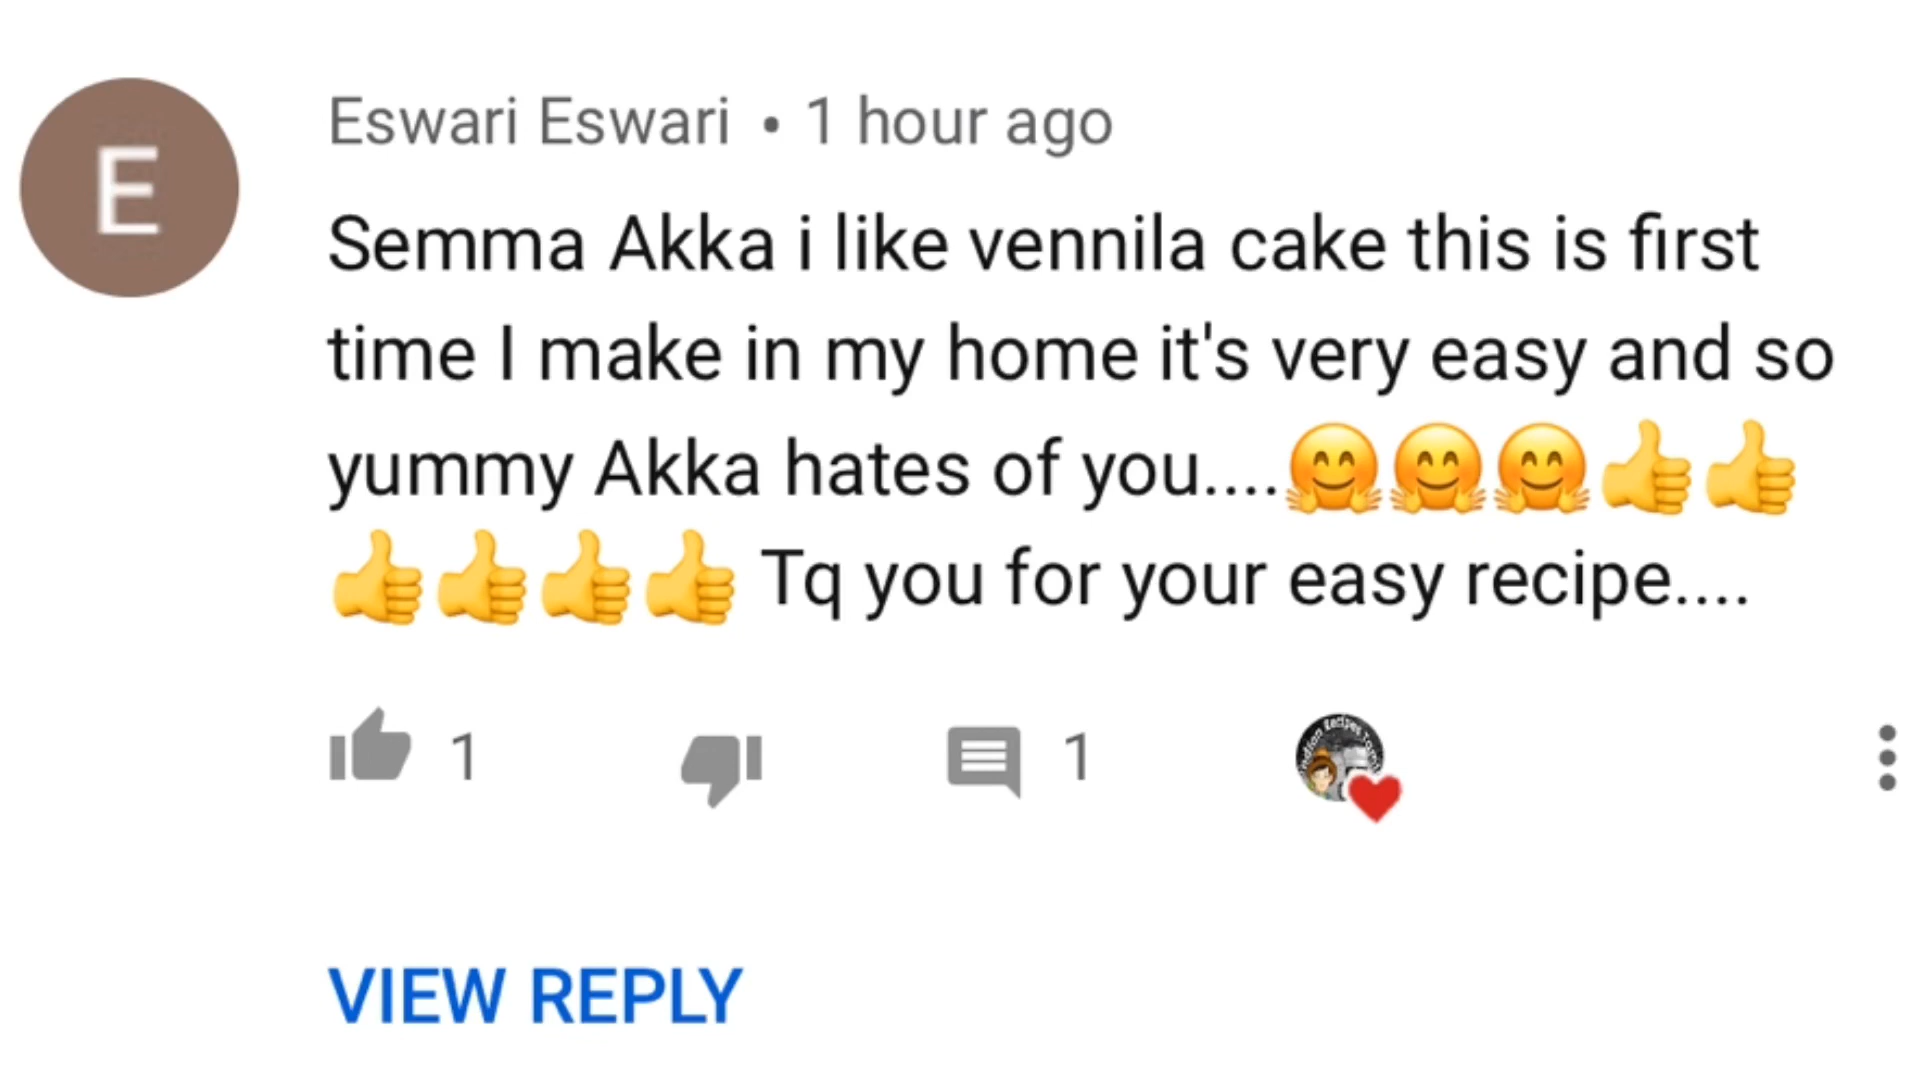 E
Eswari Eswari • 1 hour ago
Semma Akka i like vennila cake this is first
time I make in my home it's very easy and so
yummy Akka hates of you....🤗🤗🤗👍👍
👍👍👍👍 Tq you for your easy recipe....
1
1
VIEW REPLY